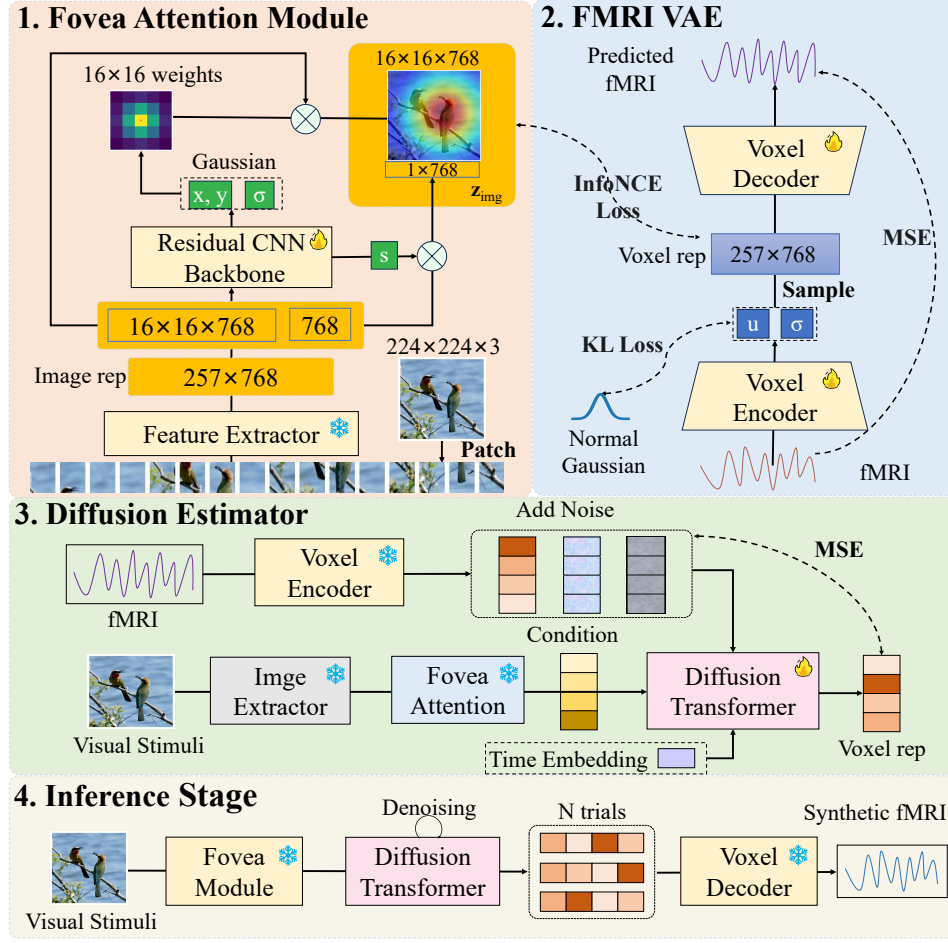 1. Fovea Attention Module
16×16 weights
16×16×768
1×768
z_img
Gaussian
x, y
σ
Residual CNN
Backbone
s
16×16×768
768
224×224×3
Image rep
257×768
Feature Extractor
Patch
2. FMRI VAE
Predicted
fMRI
Voxel
Decoder
InfoNCE
Loss
MSE
Voxel rep
257×768
Sample
u
σ
KL Loss
Voxel
Encoder
Normal
Gaussian
fMRI
3. Diffusion Estimator
Add Noise
Voxel
Encoder
MSE
fMRI
Condition
Imge
Extractor
Fovea
Attention
Diffusion
Transformer
Visual Stimuli
Voxel rep
Time Embedding
4. Inference Stage
Denoising
N trials
Synthetic fMRI
Fovea
Module
Diffusion
Transformer
Voxel
Decoder
Visual Stimuli